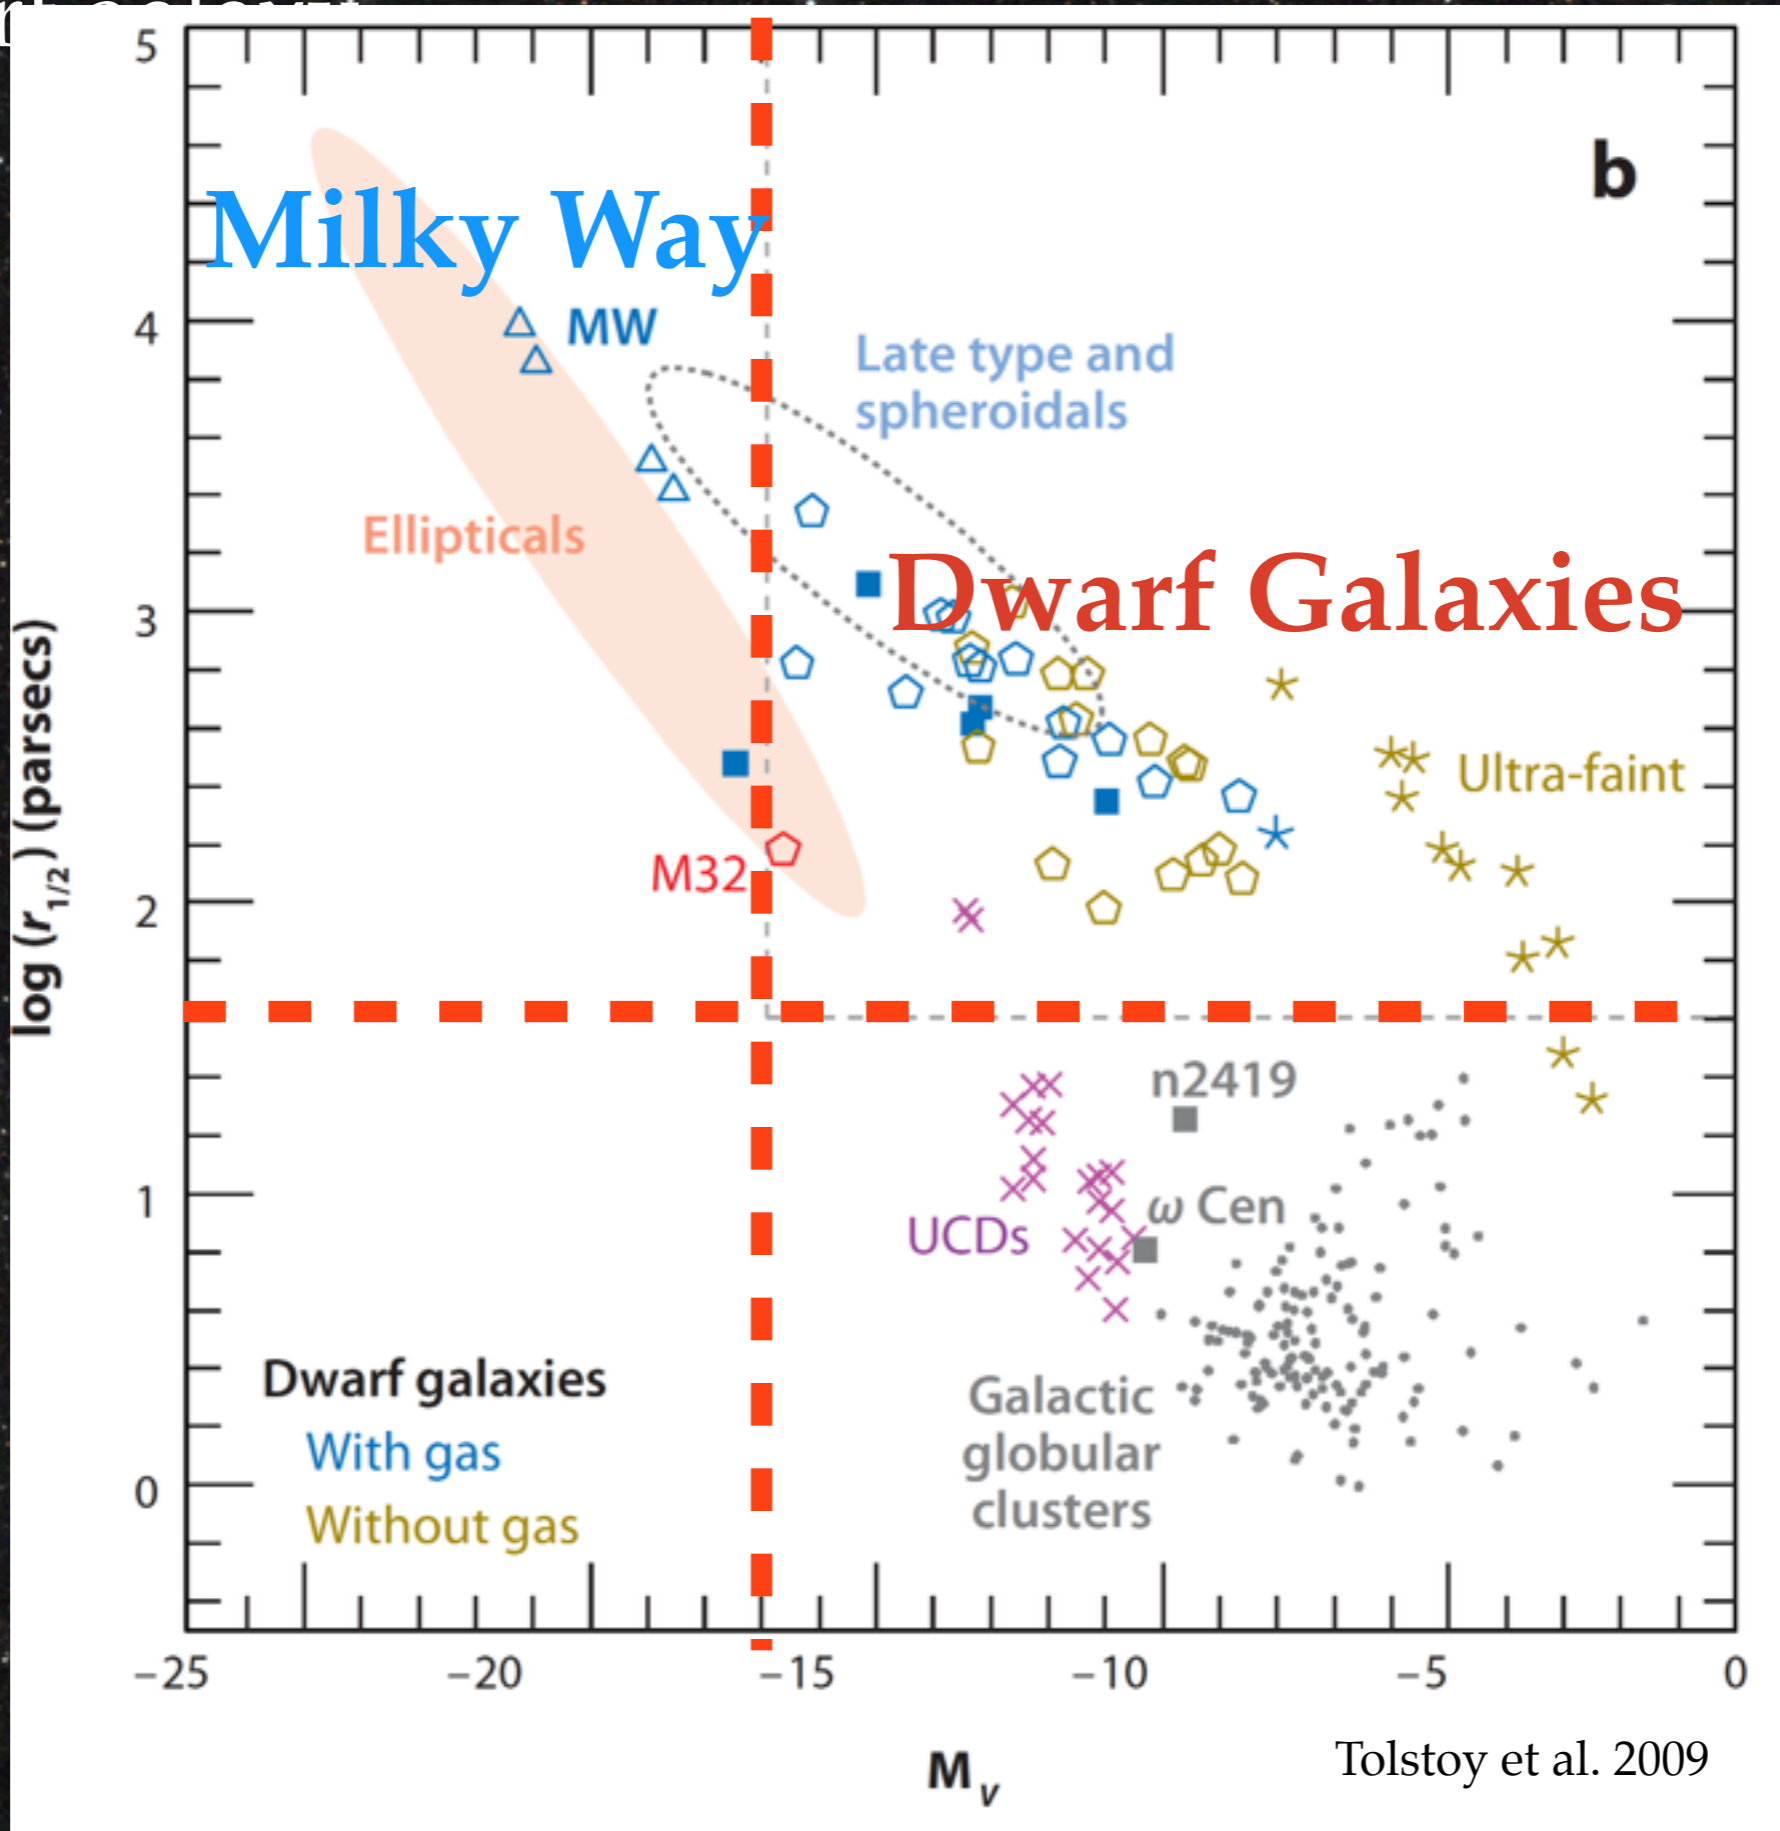 5
b
Milky Way
4
MW
Late type and
spheroidals
Ellipticals
Dwarf Galaxies
3
log (r1/2) (parsecs)
Ultra-faint
M32
2
n2419
1
ω Cen
UCDs
Dwarf galaxies
With gas
Without gas
Galactic
globular
clusters
0
−25 −20 −15 −10 −5 0
Mv
Tolstoy et al. 2009